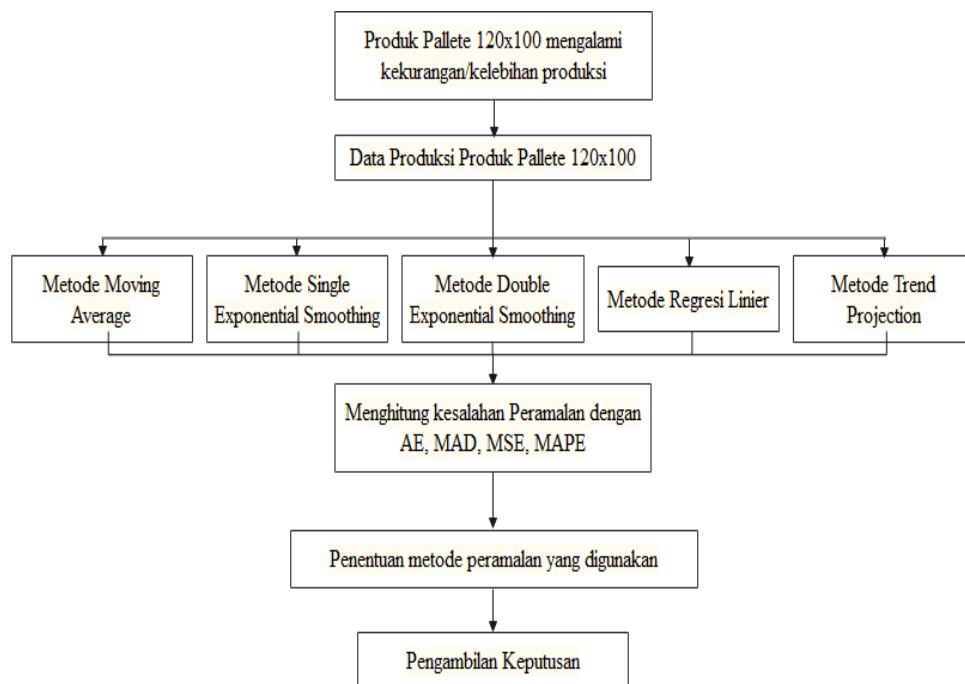 Produk Pallete 120x100 mengalami
kekurangan/kelebihan produksi
Data Produksi Produk Pallete 120x100
Metode Moving
Average
Metode Single
Exponential Smoothing
Metode Double
Exponential Smoothing
Metode Regresi Linier
Metode Trend
Projection
Menghitung kesalahan Peramalan dengan
AE, MAD, MSE, MAPE
Penentuan metode peramalan yang digunakan
Pengambilan Keputusan